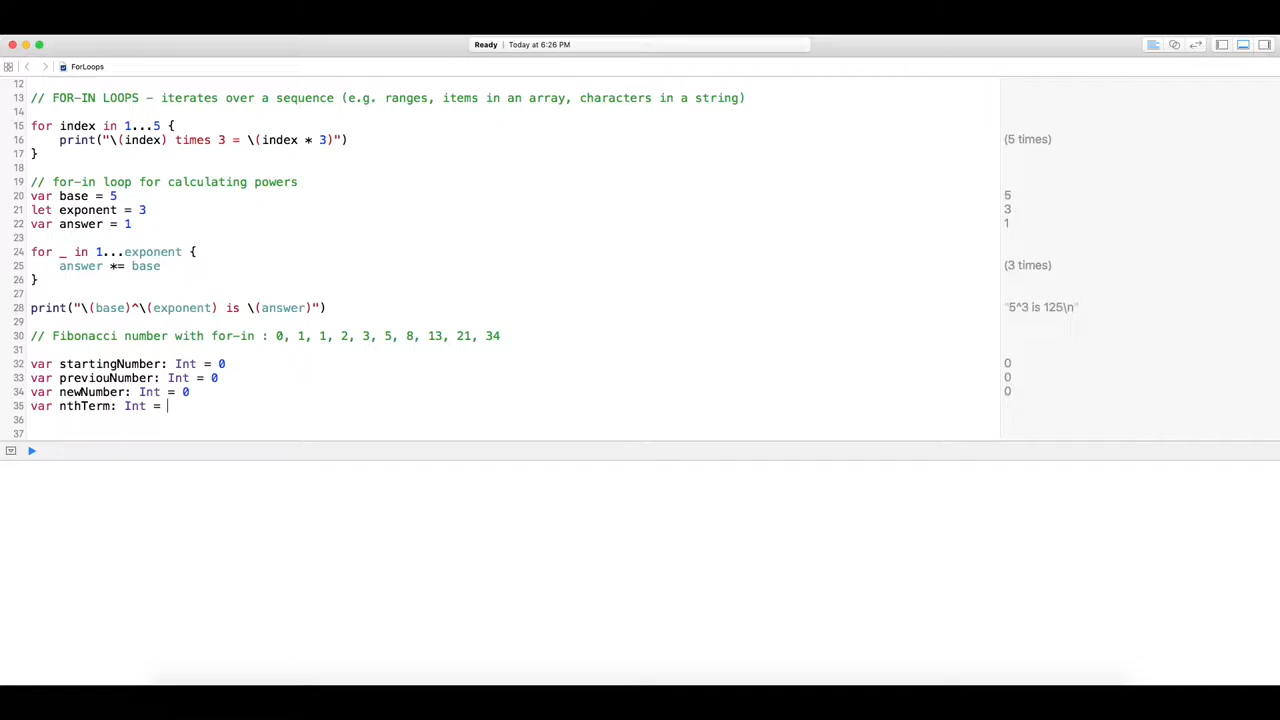 Ready | Today at 6:26 PM
ForLoops
12
13 // FOR-IN LOOPS - iterates over a sequence (e.g. ranges, items in an array, characters in a string)
14
15 for index in 1...5 {
16 print("\(index) times 3 = \(index * 3)") (5 times)
17 }
18
19 // for-in loop for calculating powers
20 var base = 5 5
21 let exponent = 3 3
22 var answer = 1 1
23
24 for _ in 1...exponent {
25 answer *= base (3 times)
26 }
27
28 print("\(base)^\(exponent) is \(answer)") "5^3 is 125\n"
29
30 // Fibonacci number with for-in : 0, 1, 1, 2, 3, 5, 8, 13, 21, 34
31
32 var startingNumber: Int = 0 0
33 var previouNumber: Int = 0 0
34 var newNumber: Int = 0 0
35 var nthTerm: Int =
36
37